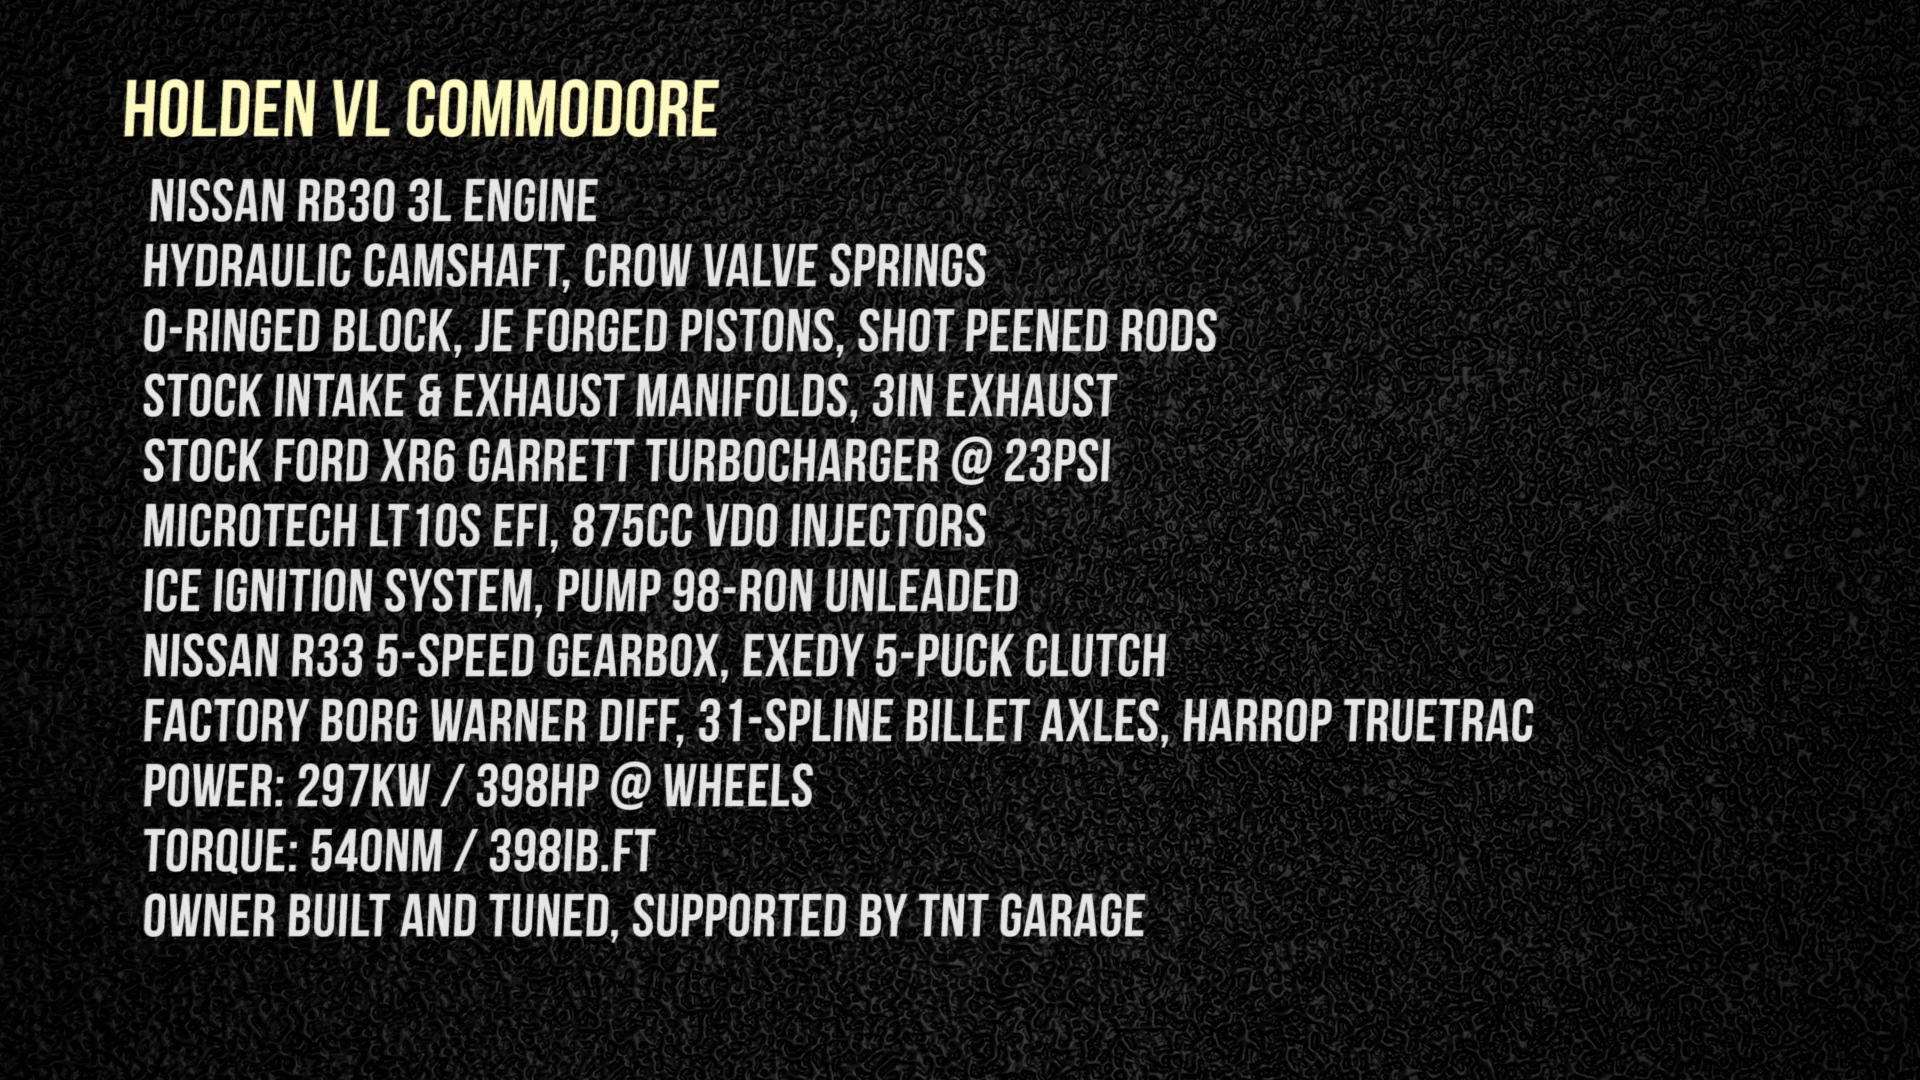 HOLDEN VL COMMODORE
NISSAN RB30 3L ENGINE
HYDRAULIC CAMSHAFT, CROW VALVE SPRINGS
O-RINGED BLOCK, JE FORGED PISTONS, SHOT PEENED RODS
STOCK INTAKE & EXHAUST MANIFOLDS, 3IN EXHAUST
STOCK FORD XR6 GARRETT TURBOCHARGER @ 23PSI
MICROTECH LT10S EFI, 875CC VDO INJECTORS
ICE IGNITION SYSTEM, PUMP 98-RON UNLEADED
NISSAN R33 5-SPEED GEARBOX, EXEDY 5-PUCK CLUTCH
FACTORY BORG WARNER DIFF, 31-SPLINE BILLET AXLES, HARROP TRUETRAC
POWER: 297KW / 398HP @ WHEELS
TORQUE: 540NM / 398IB.FT
OWNER BUILT AND TUNED, SUPPORTED BY TNT GARAGE